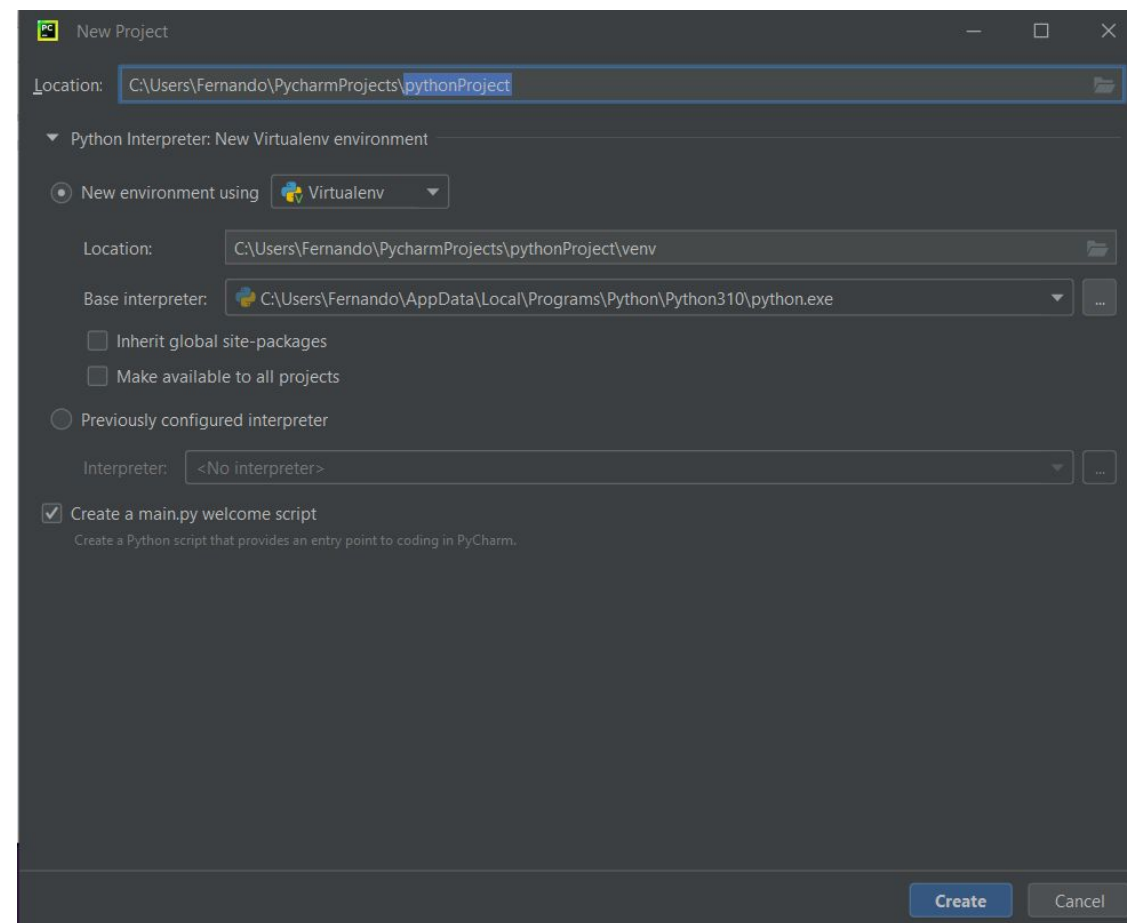 PC
New Project
Location: C:\Users\Fernando\PycharmProjects\pythonProject
Python Interpreter: New Virtualenv environment
New environment using Virtualenv
Location: C:\Users\Fernando\PycharmProjects\pythonProject\venv
Base interpreter: C:\Users\Fernando\AppData\Local\Programs\Python\Python310\python.exe ...
Inherit global site-packages
Make available to all projects
Previously configured interpreter
Interpreter: <No interpreter> ...
Create a main.py welcome script
Create a Python script that provides an entry point to coding in PyCharm.
Create Cancel